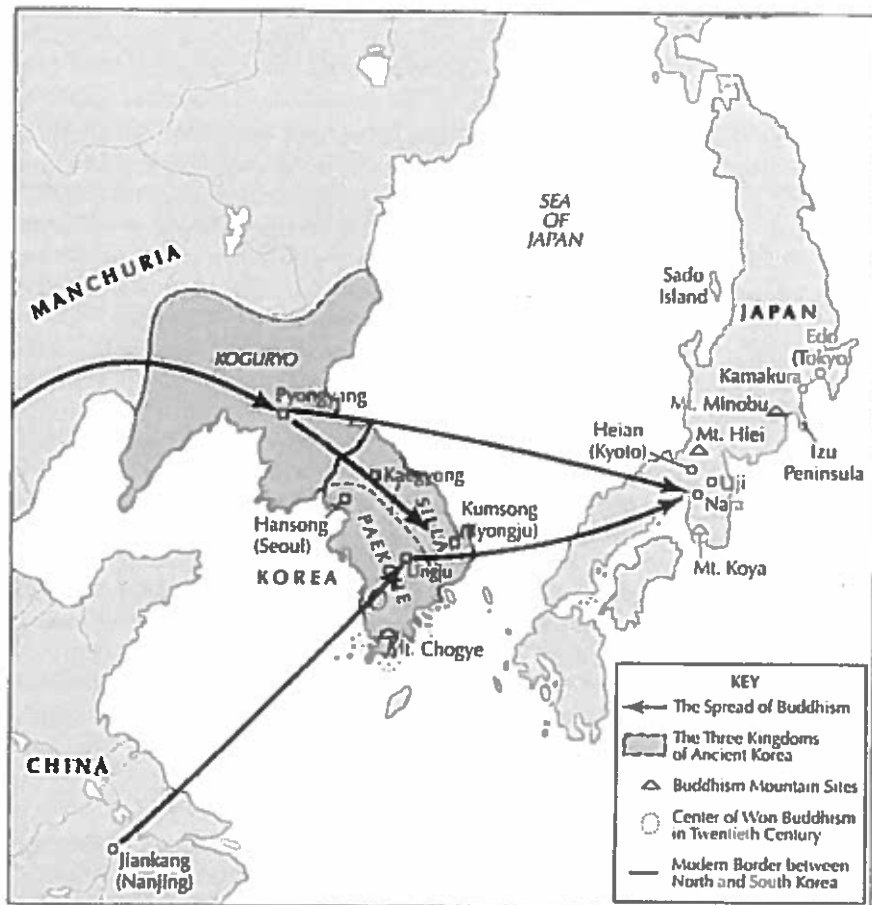 SEA
OF
JAPAN
MANCHURIA
Sado
Island
JAPAN
Edo
(Tokyo)
KOGURYO
Kamakura
Pyongyang
Mt. Minobu
Heian
(Kyoto)
Mt. Hiei
Izu
Peninsula
Kaegyong
Uji
Nara
Hansong
(Seoul)
SILLA
Kumsong
(Kyongju)
PAEKCHE
KOREA
Ungju
Mt. Koya
Mt. Chogye
KEY
The Spread of Buddhism
The Three Kingdoms
of Ancient Korea
Buddhism Mountain Sites
Center of Won Buddhism
in Twentieth Century
Modern Border between
North and South Korea
CHINA
Jiankang
(Nanjing)